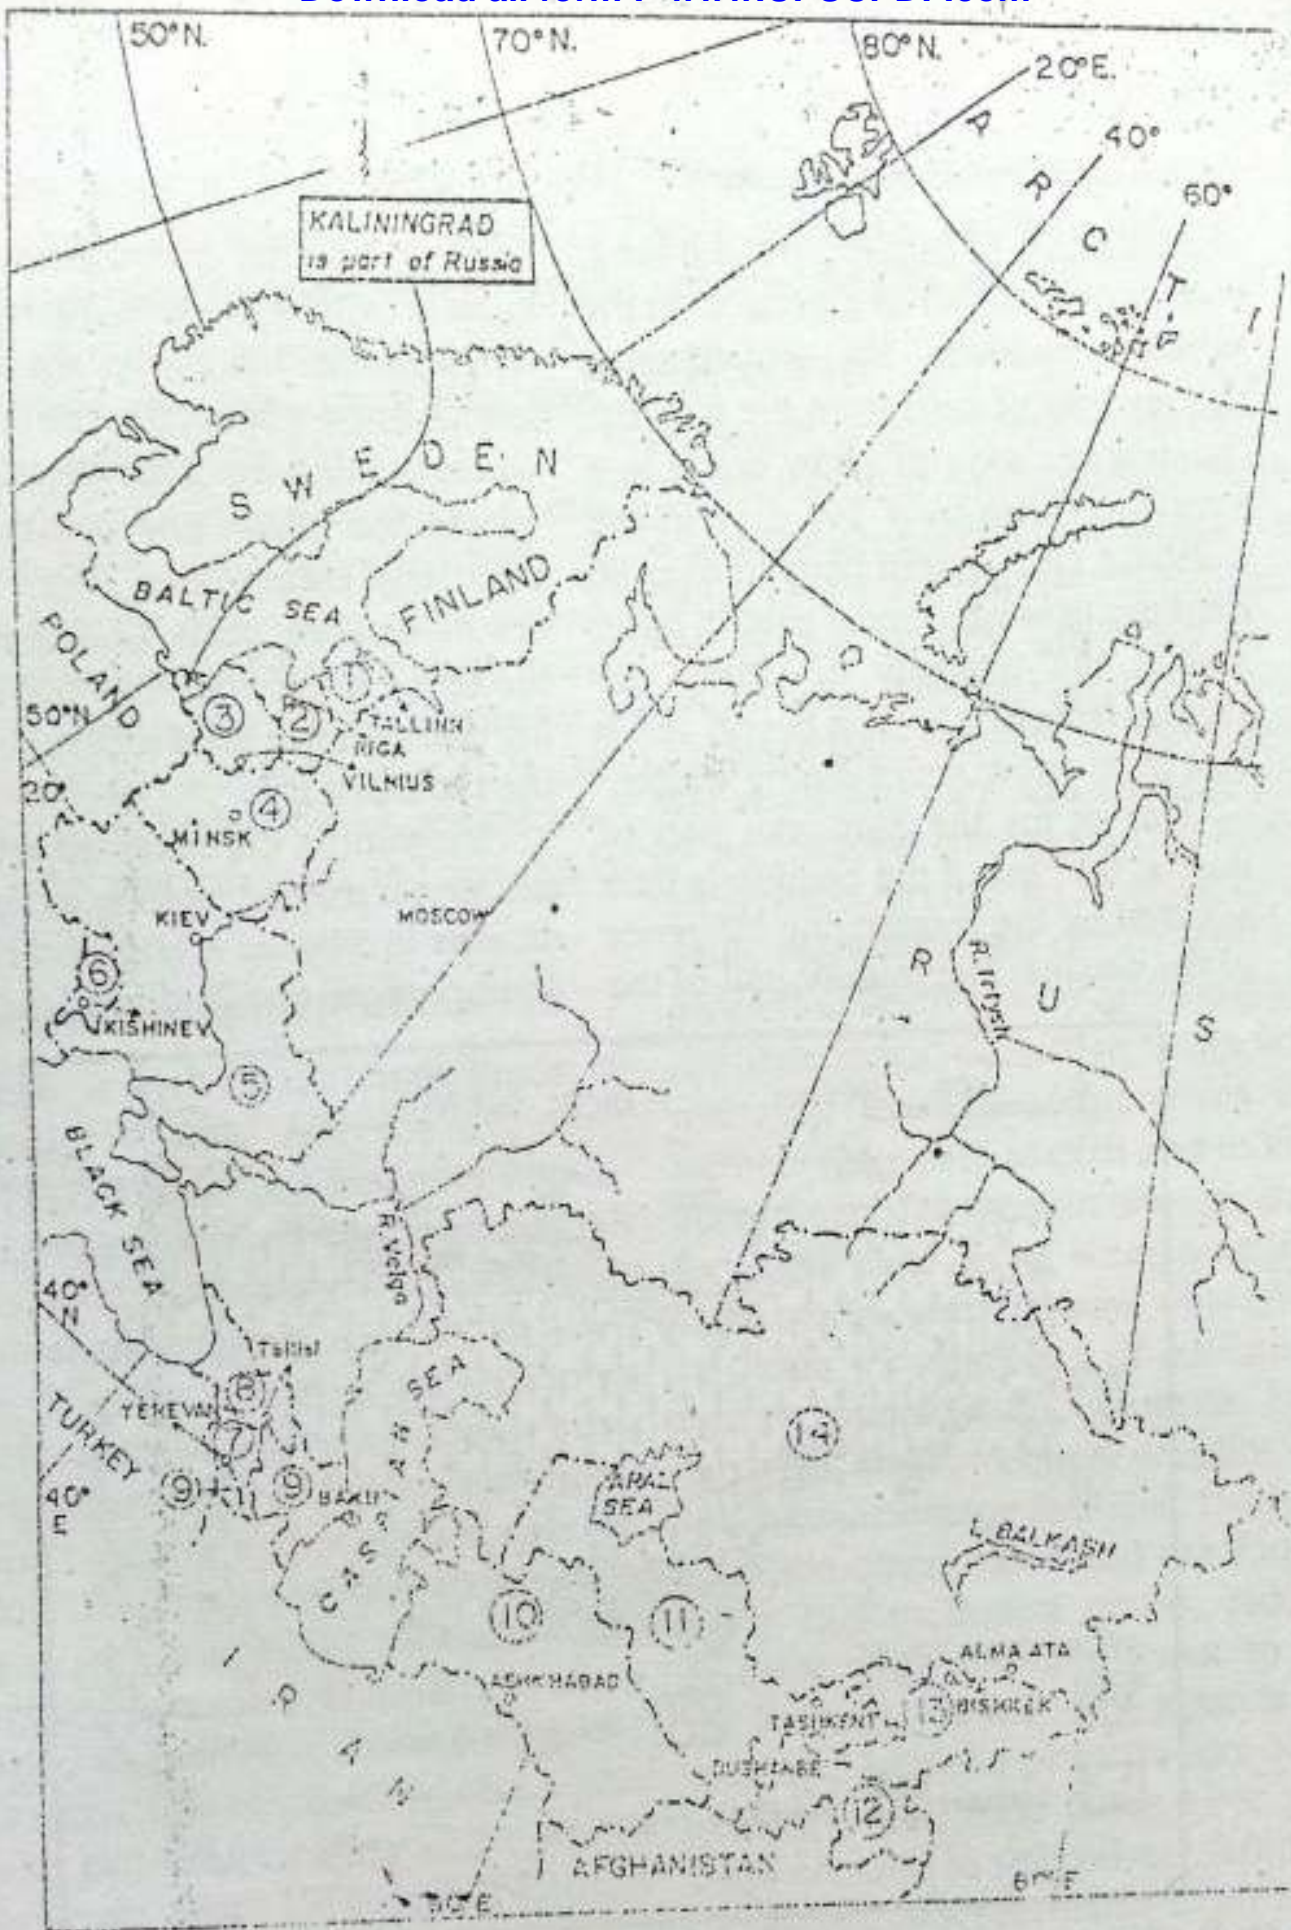 50°N.
70°N.
80°N.
20°E.
40°
60°
A R C T I
KALININGRAD
is part of Russia
S W E D E N
BALTIC SEA
FINLAND
POLAND
1
3
2
TALLINN
RIGA
VILNIUS
50°N
20°
4
MINSK
KIEV
MOSCOW
6
KISHINEV
5
R U S
R. Irtysh
BLACK SEA
R. Volga
40°
N
Tbilisi
8
YEREVAN
7
TURKEY
9
9
BAKU
40°
E
CASPIAN SEA
ARAL
SEA
14
L. BALKASH
10
11
ASHKHABAD
ALMA ATA
BISHKEK
13
TASHKENT
DUSHANBE
12
I R A N
AFGHANISTAN